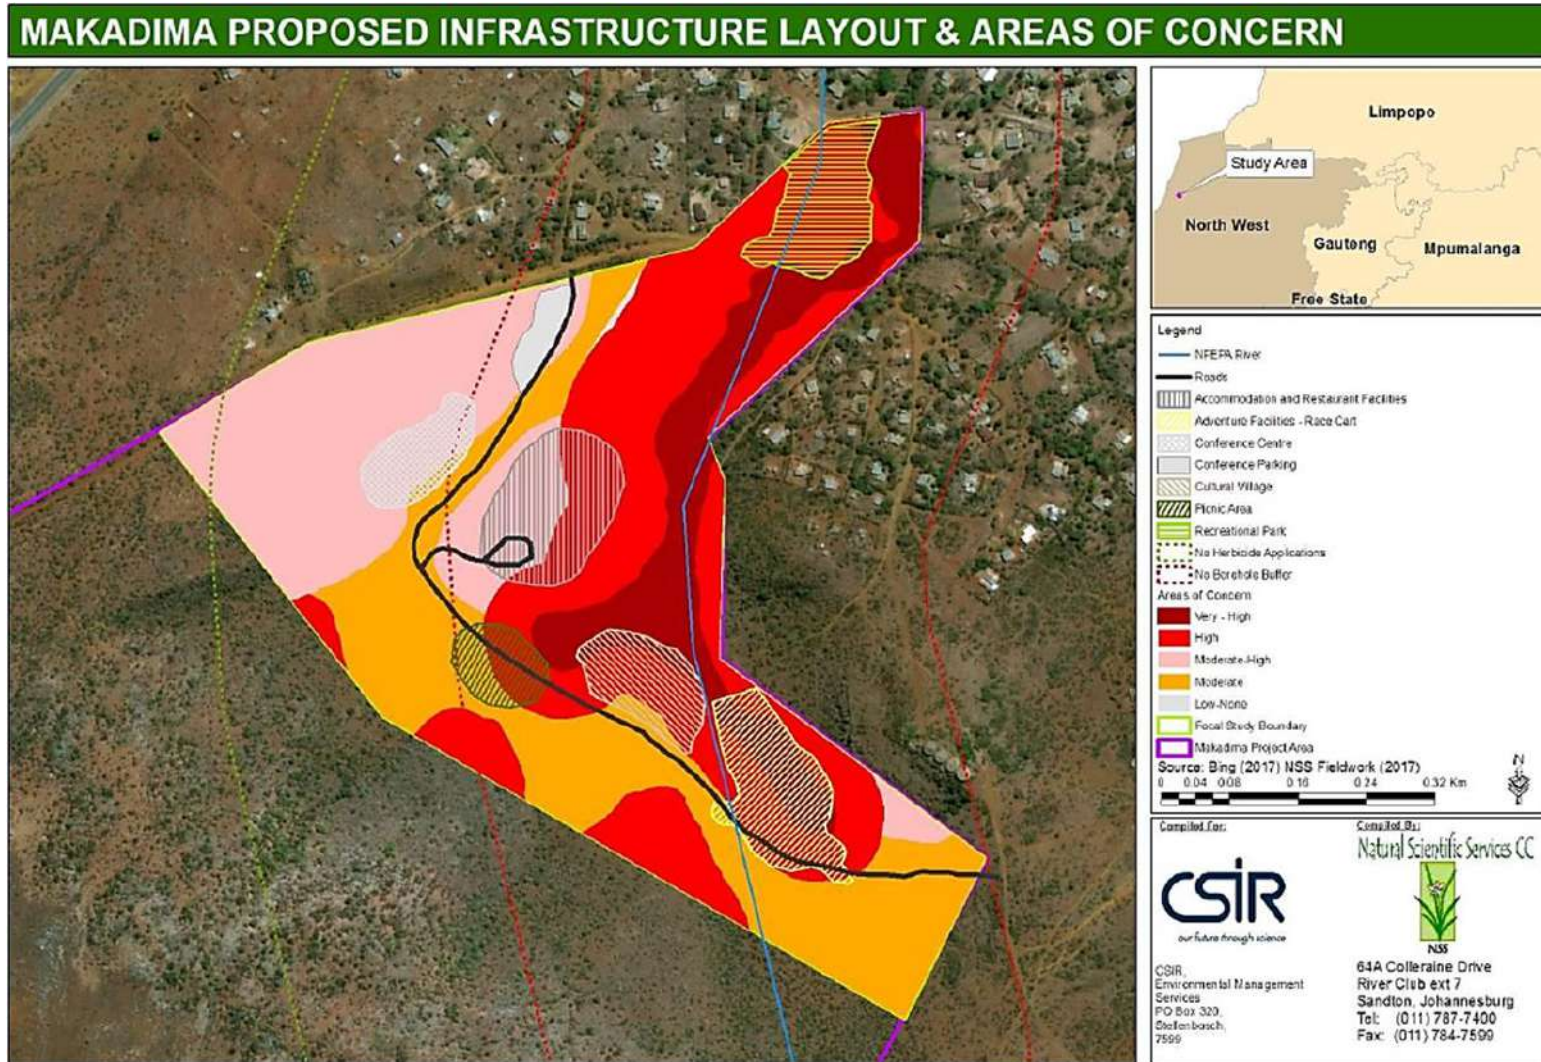 MAKADIMA PROPOSED INFRASTRUCTURE LAYOUT & AREAS OF CONCERN
Limpopo
Study Area
North West
Gauteng
Mpumalanga
Free State
Legend
NFEPA River
Roads
Accommodation and Restaurant Facilities
Adventure Facilities - Race Cart
Conference Centre
Conference Parking
Cultural Village
Picnic Area
Recreational Park
No Herbicide Applications
No Borehole Buffer
Areas of Concern
Very - High
High
Moderate-High
Moderate
Low-None
Focal Study Boundary
Makadima Project Area
Source: Bing (2017) NSS Fieldwork (2017)
0 0.04 0.08 0.16 0.24 0.32 Km
N
Compiled for:
CSIR
our future through science
CSIR,
Environmental Management
Services
PO Box 320,
Stellenbosch,
7599
Compiled By:
Natural Scientific Services CC
NSS
64A Colleraine Drive
River Club ext 7
Sandton, Johannesburg
Tel: (011) 787-7400
Fax: (011) 784-7599